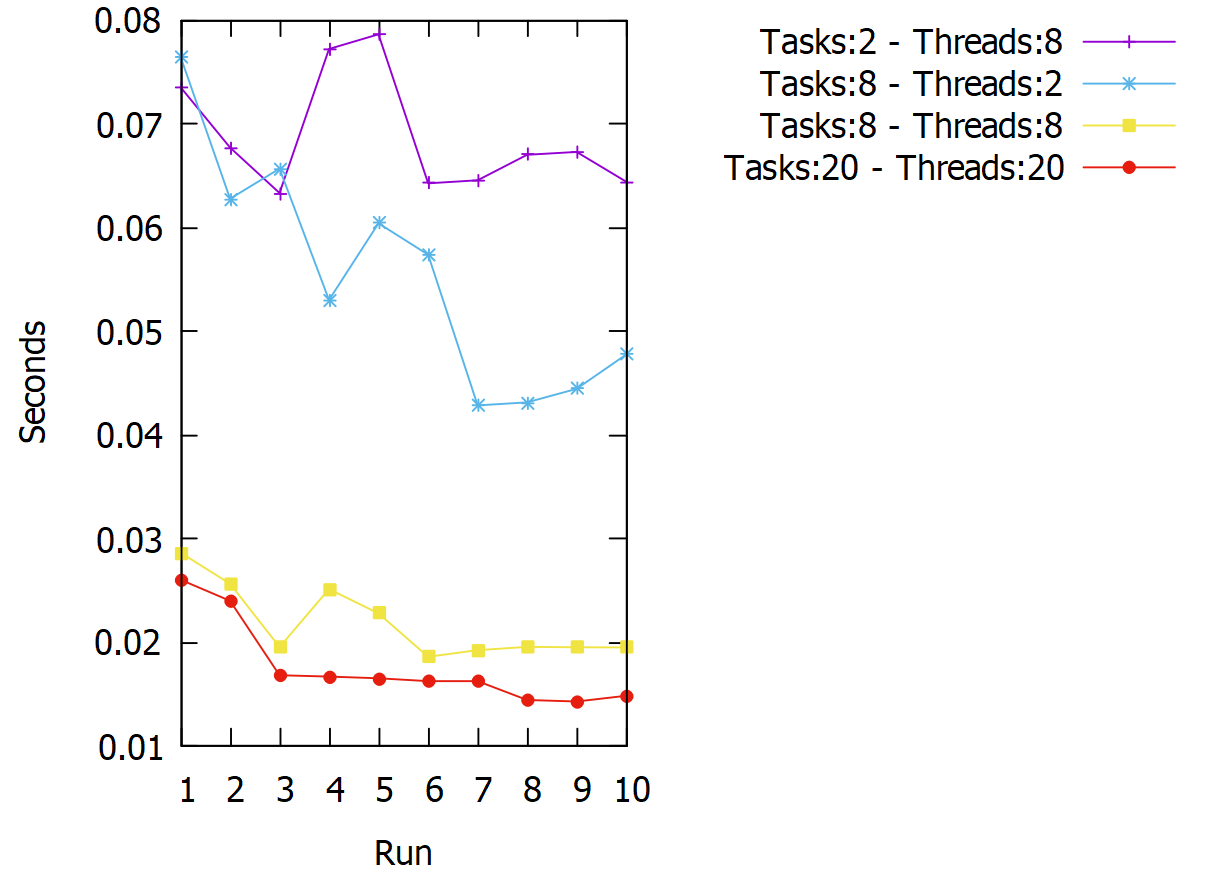 0.08
0.07
0.06
0.05
0.04
0.03
0.02
0.01
Seconds
1 2 3 4 5 6 7 8 9 10
Run
Tasks:2 - Threads:8
Tasks:8 - Threads:2
Tasks:8 - Threads:8
Tasks:20 - Threads:20